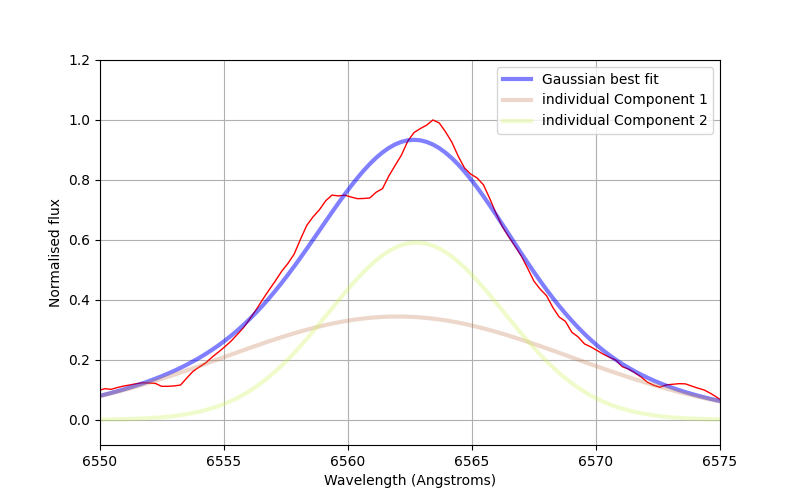 1.2
1.0
0.8
0.6
0.4
0.2
0.0
Normalised flux
Gaussian best fit
individual Component 1
individual Component 2
6550 6555 6560 6565 6570 6575
Wavelength (Angstroms)